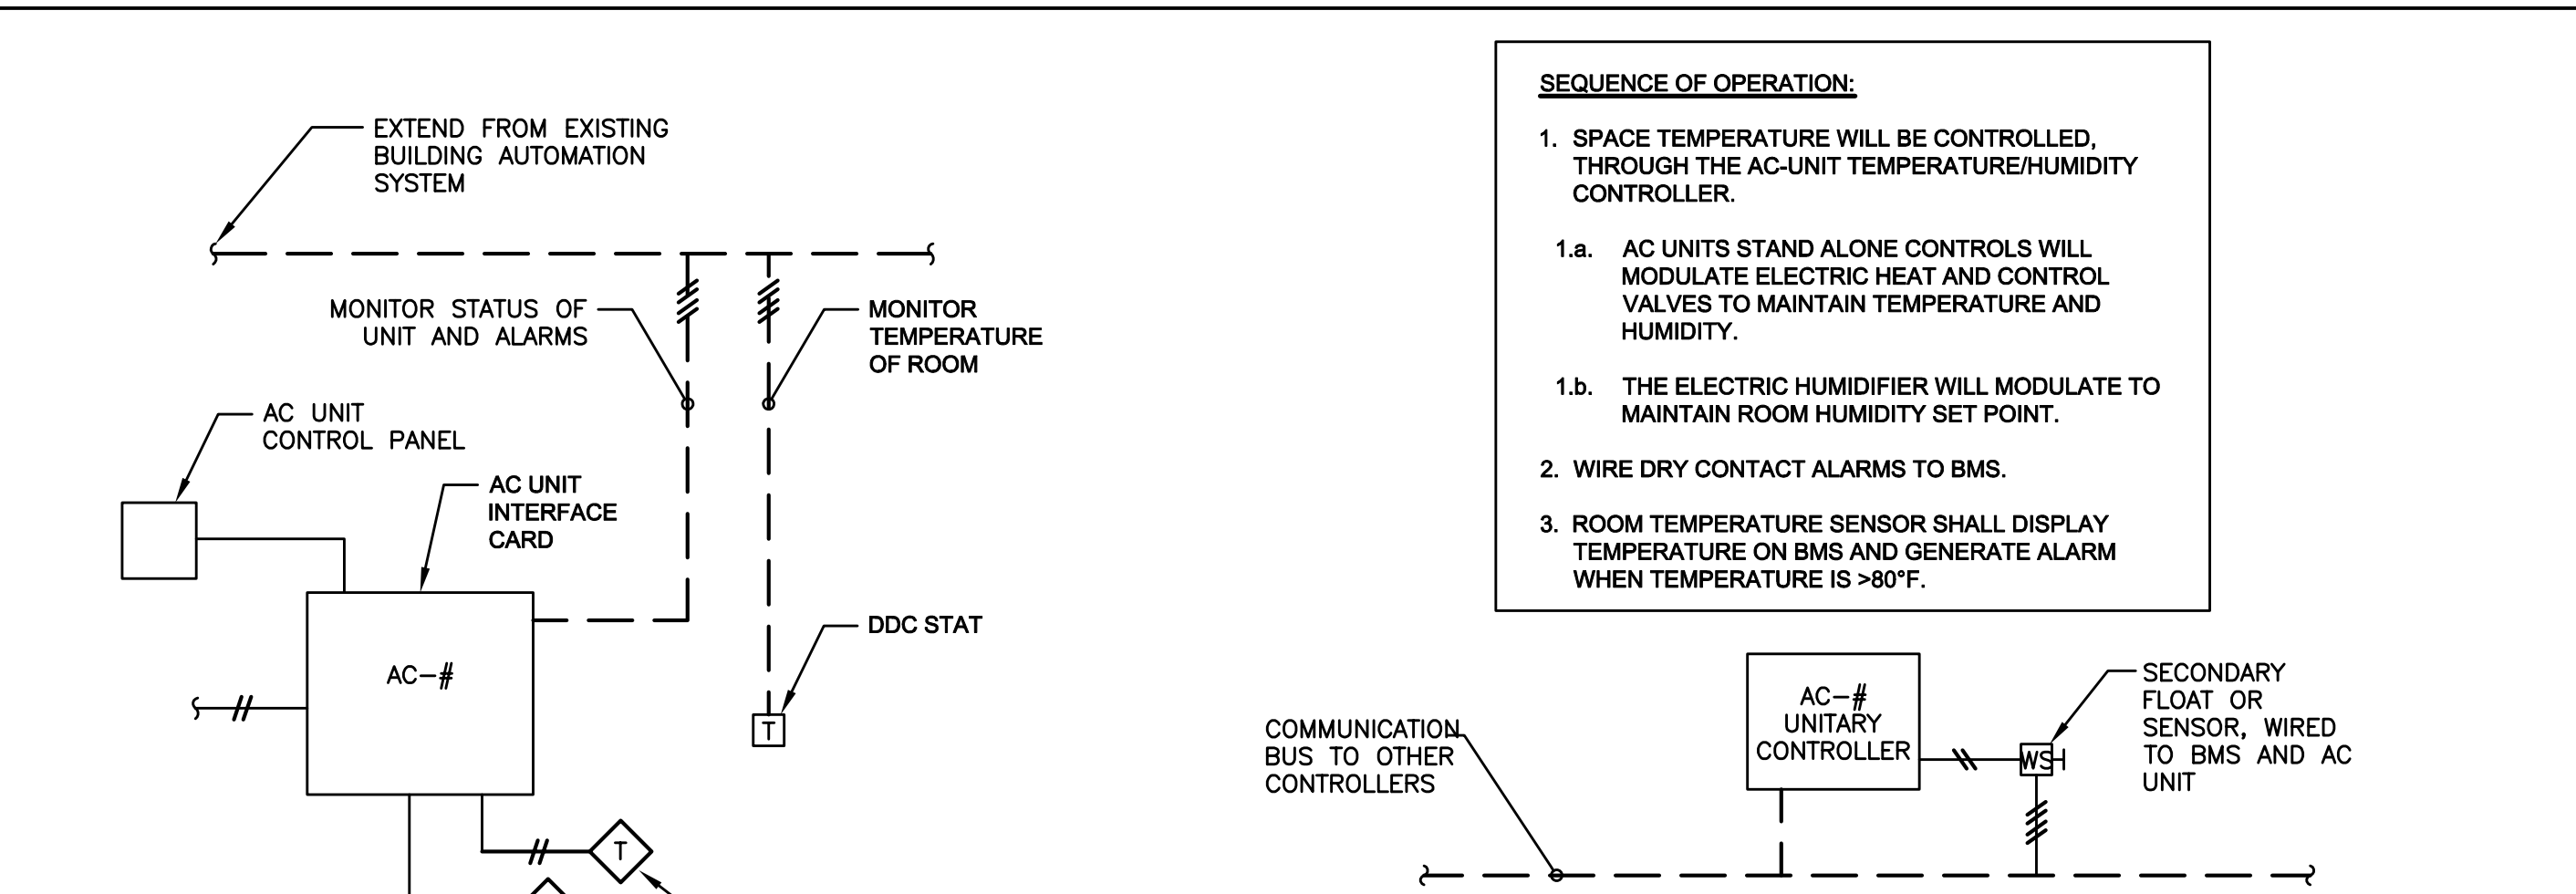 EXTEND FROM EXISTING
BUILDING AUTOMATION
SYSTEM
MONITOR STATUS OF
UNIT AND ALARMS
MONITOR
TEMPERATURE
OF ROOM
AC UNIT
CONTROL PANEL
AC UNIT
INTERFACE
CARD
AC-#
DDC STAT
T
T
SEQUENCE OF OPERATION:
1. SPACE TEMPERATURE WILL BE CONTROLLED,
THROUGH THE AC-UNIT TEMPERATURE/HUMIDITY
CONTROLLER.
1.a. AC UNITS STAND ALONE CONTROLS WILL
MODULATE ELECTRIC HEAT AND CONTROL
VALVES TO MAINTAIN TEMPERATURE AND
HUMIDITY.
1.b. THE ELECTRIC HUMIDIFIER WILL MODULATE TO
MAINTAIN ROOM HUMIDITY SET POINT.
2. WIRE DRY CONTACT ALARMS TO BMS.
3. ROOM TEMPERATURE SENSOR SHALL DISPLAY
TEMPERATURE ON BMS AND GENERATE ALARM
WHEN TEMPERATURE IS >80°F.
COMMUNICATION
BUS TO OTHER
CONTROLLERS
AC-#
UNITARY
CONTROLLER
WS
SECONDARY
FLOAT OR
SENSOR, WIRED
TO BMS AND AC
UNIT